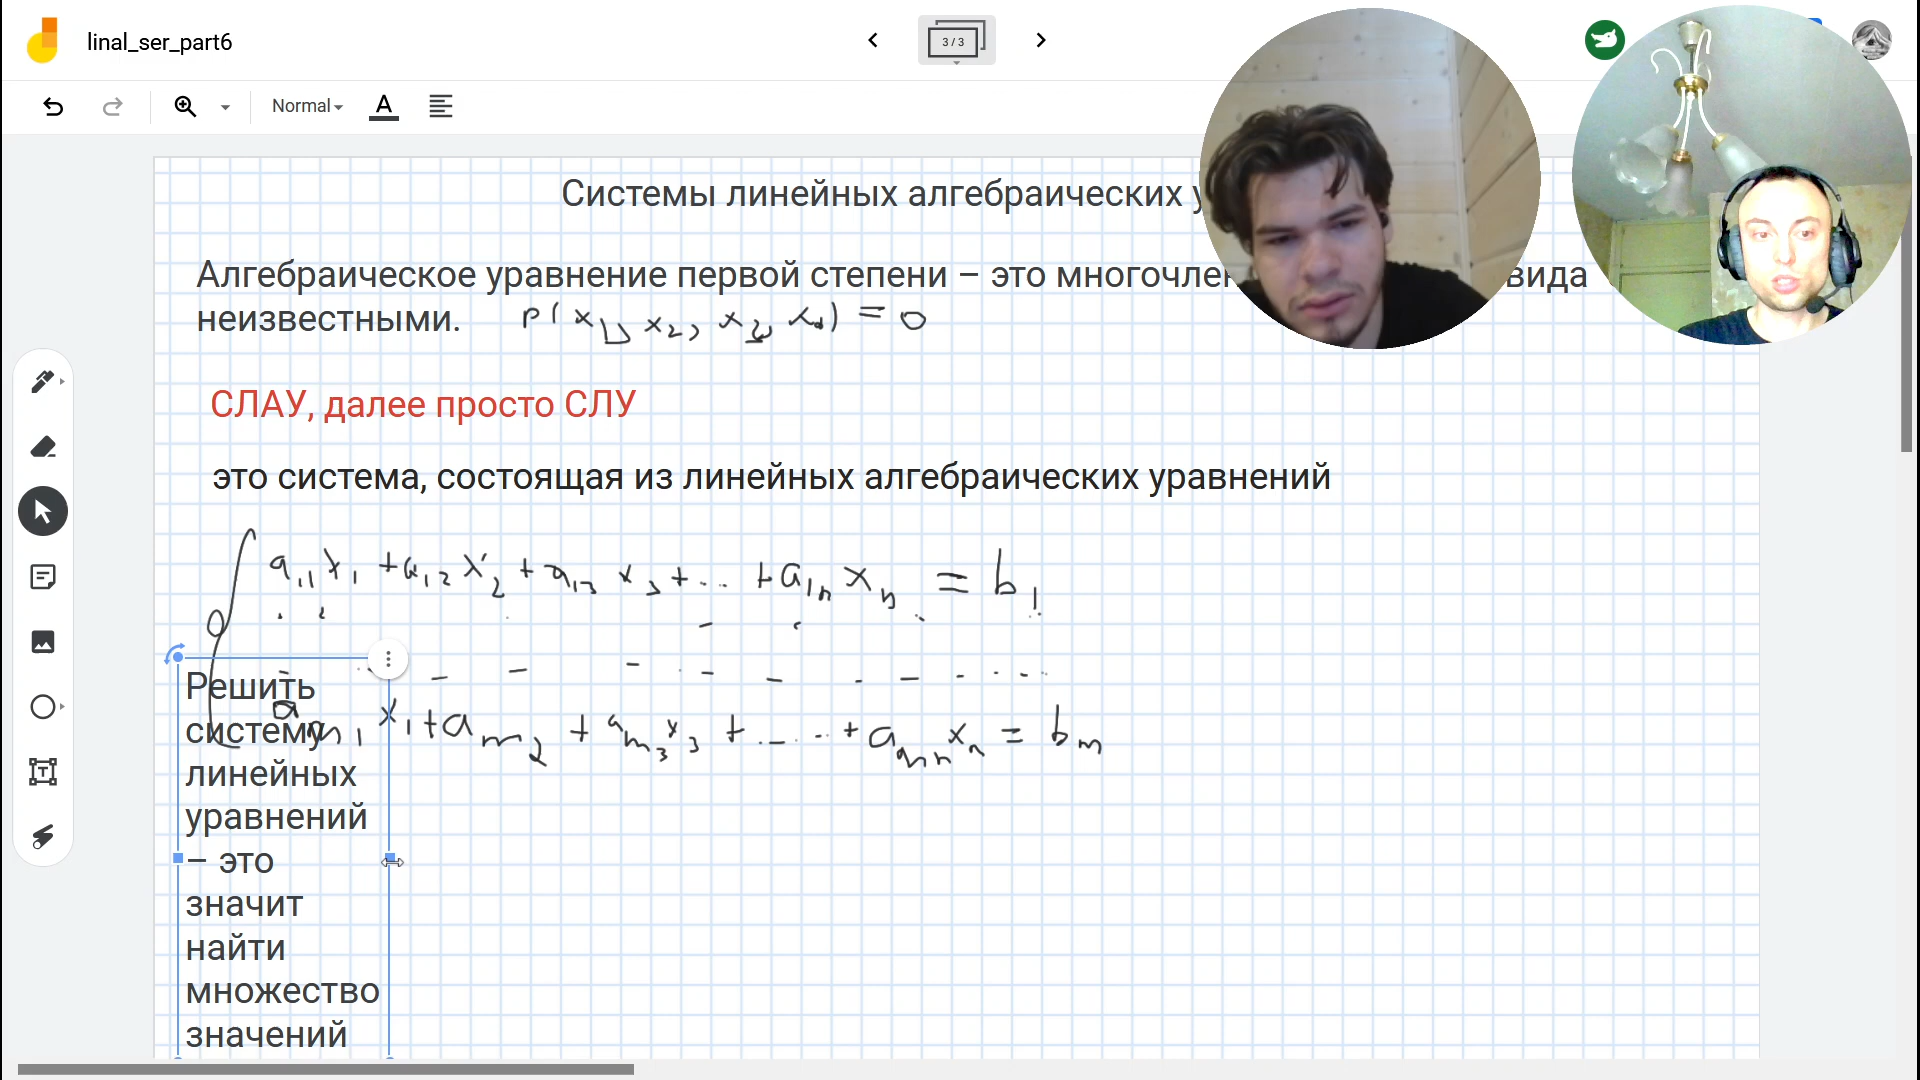 linal_ser_part6
3 / 3
Normal
Системы линейных алгебраических
Алгебраическое уравнение первой степени – это вида
неизвестными. P(x₁, x₂, x₃, xₙ) = 0
СЛАУ, далее просто СЛУ
это система, состоящая из линейных алгебраических уравнений
a₁₁x₁ + a₁₂x₂ + a₁₃x₃ + ... + a₁ₙxₙ = b₁
aₘ₁x₁ + aₘ₂ + aₘ₃x₃ + ... + aₘₙxₙ = bₘ
Решить
систему
линейных
уравнений
– это
значит
найти
множество
значений